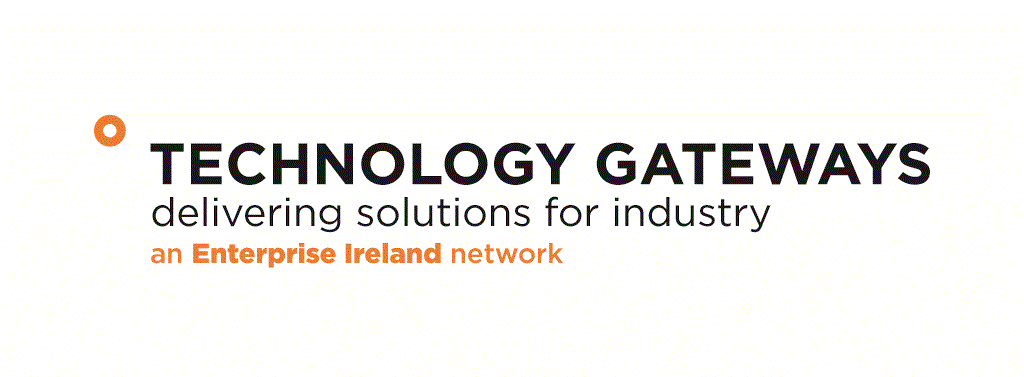 TECHNOLOGY GATEWAYS
delivering solutions for industry
an Enterprise Ireland network